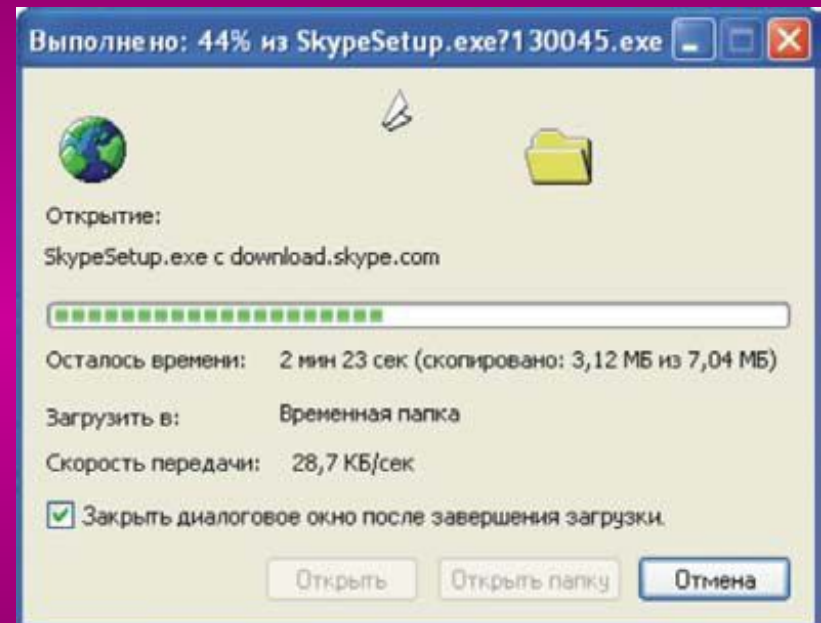 Выполнено: 44% из SkypeSetup.exe?130045.exe
Открытие:
SkypeSetup.exe с download.skype.com
Осталось времени: 2 мин 23 сек (скопировано: 3,12 МБ из 7,04 МБ)
Загрузить в: Временная папка
Скорость передачи: 28,7 КБ/сек
Закрыть диалоговое окно после завершения загрузки.
Открыть Открыть папку Отмена